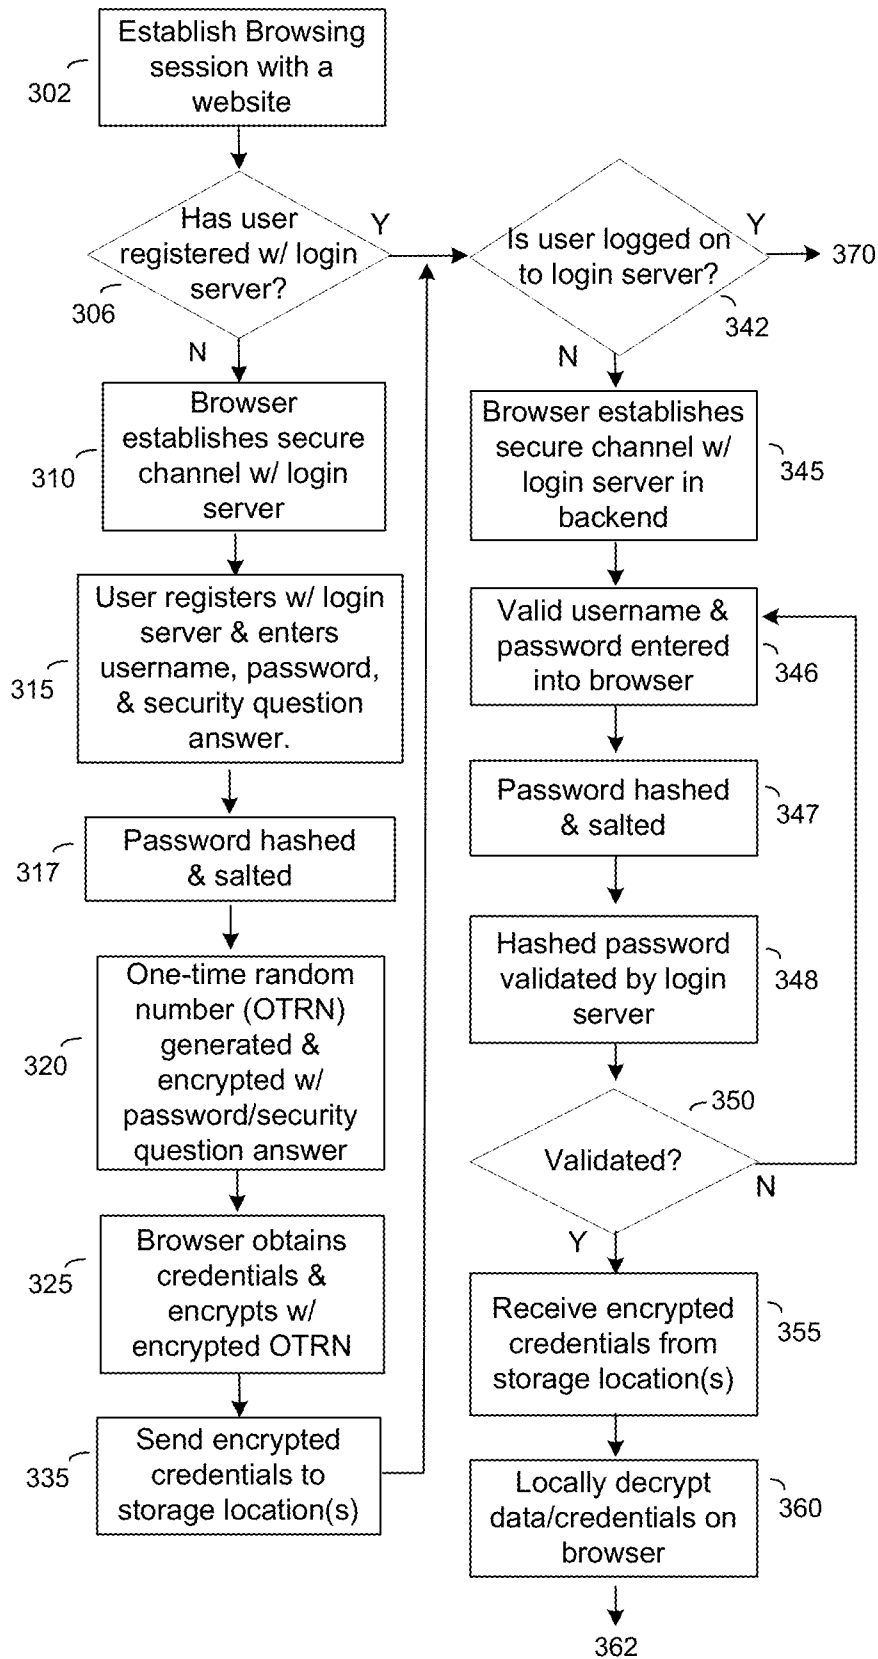 Establish Browsing
session with a
website
302
Has user
registered w/ login
server?
306
Y
N
Browser
establishes secure
channel w/ login
server
310
User registers w/ login
server & enters
username, password,
& security question
answer.
315
Password hashed
& salted
317
One-time random
number (OTRN)
generated &
encrypted w/
password/security
question answer
320
Browser obtains
credentials &
encrypts w/
encrypted OTRN
325
Send encrypted
credentials to
storage location(s)
335
Is user logged on
to login server?
342
Y
370
N
Browser establishes
secure channel w/
login server in
backend
345
Valid username &
password entered
into browser
346
Password hashed
& salted
347
Hashed password
validated by login
server
348
Validated?
350
N
Y
Receive encrypted
credentials from
storage location(s)
355
Locally decrypt
data/credentials on
browser
360
362